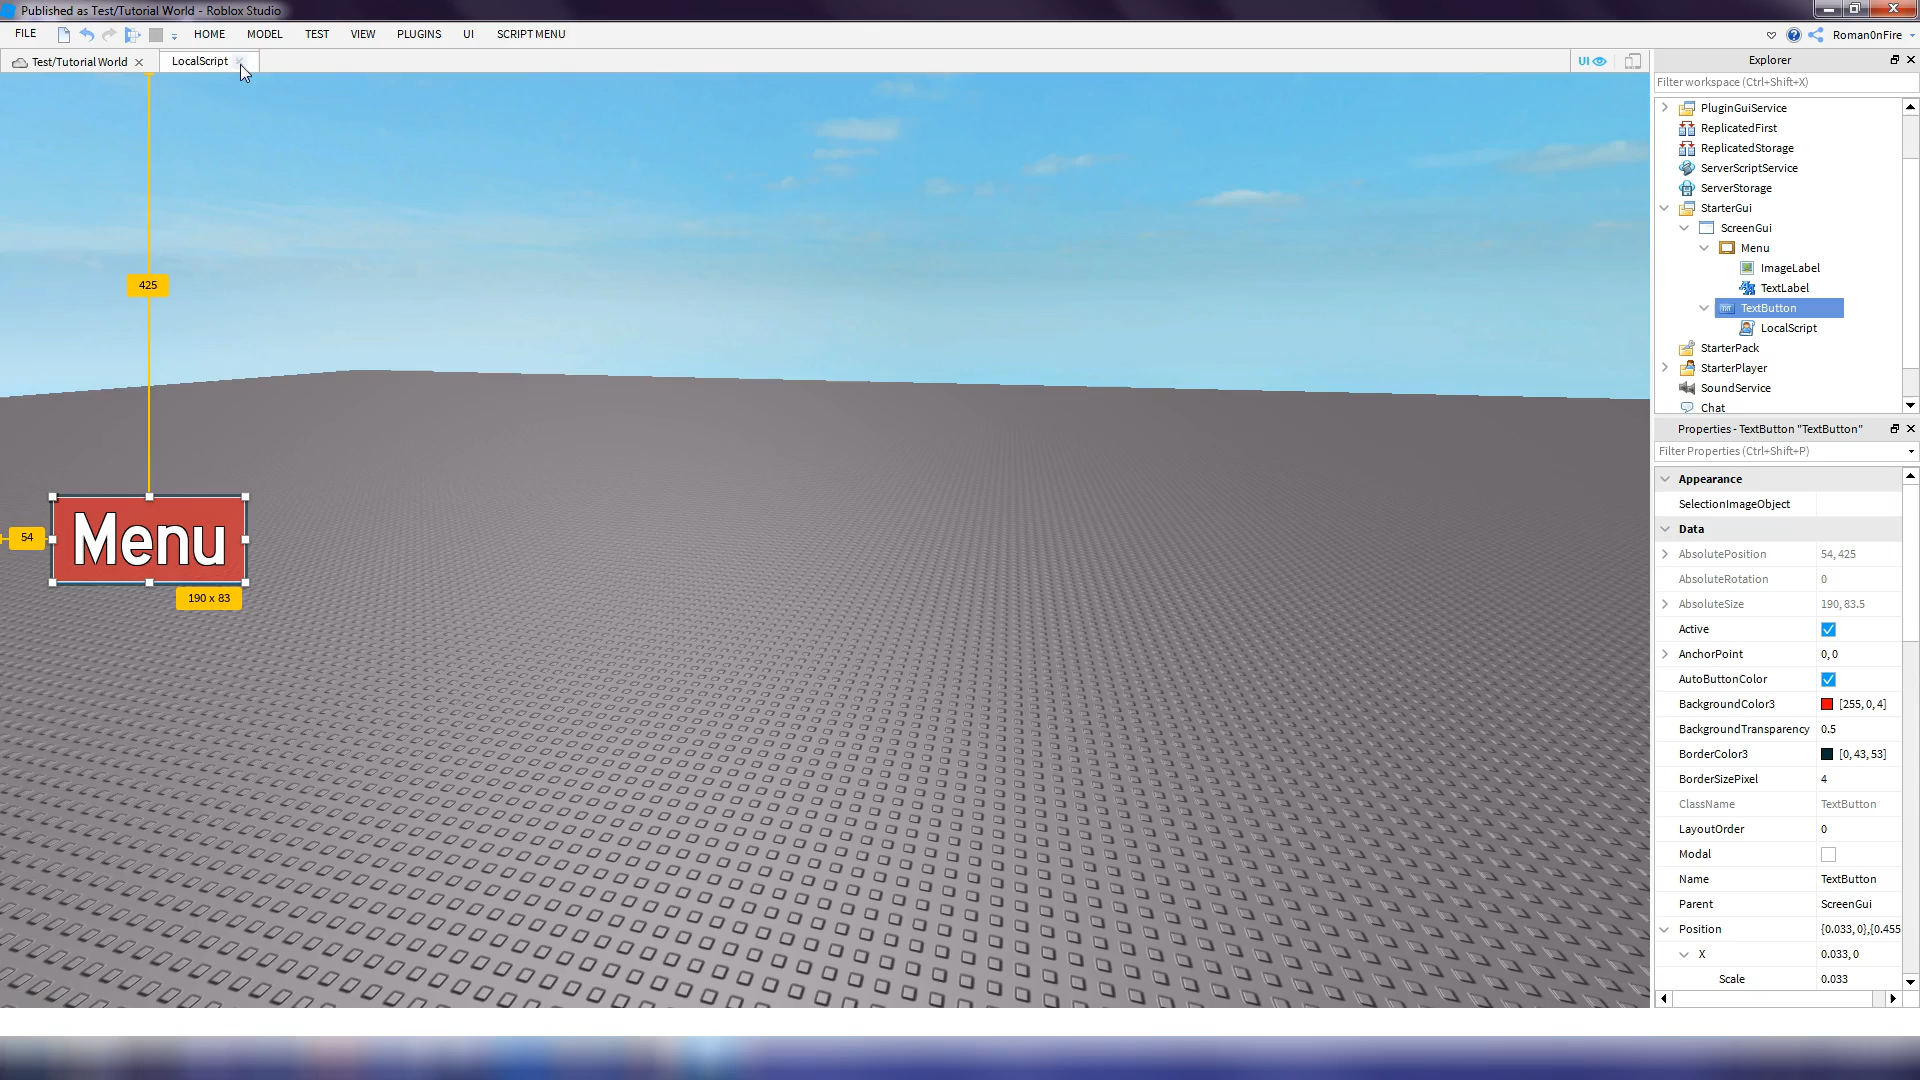 Published as Test/Tutorial World - Roblox Studio
FILE HOME MODEL TEST VIEW PLUGINS UI SCRIPT MENU Roman0nFire
Test/Tutorial World LocalScript UI
425
Menu
54
190 x 83
Explorer
Filter workspace (Ctrl+Shift+X)
PluginGuiService
ReplicatedFirst
ReplicatedStorage
ServerScriptService
ServerStorage
StarterGui
ScreenGui
Menu
ImageLabel
TextLabel
TextButton
LocalScript
StarterPack
StarterPlayer
SoundService
Chat
Properties - TextButton "TextButton"
Filter Properties (Ctrl+Shift+P)
Appearance
SelectionImageObject
Data
AbsolutePosition 54, 425
AbsoluteRotation 0
AbsoluteSize 190, 83.5
Active
AnchorPoint 0, 0
AutoButtonColor
BackgroundColor3 [255, 0, 4]
BackgroundTransparency 0.5
BorderColor3 [0, 43, 53]
BorderSizePixel 4
ClassName TextButton
LayoutOrder 0
Modal
Name TextButton
Parent ScreenGui
Position {0.033, 0},{0.455
X 0.033, 0
Scale 0.033